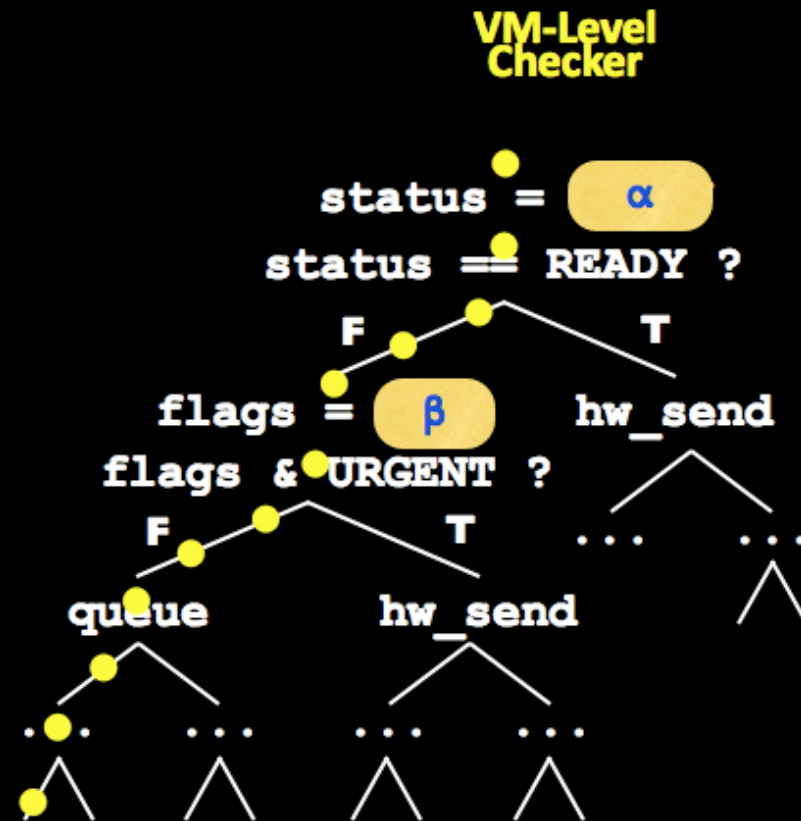 VM-Level
Checker
status = α
status == READY ?
F T
flags = β hw_send
flags & URGENT ?
F T ... ...
queue hw_send
... ... ... ...